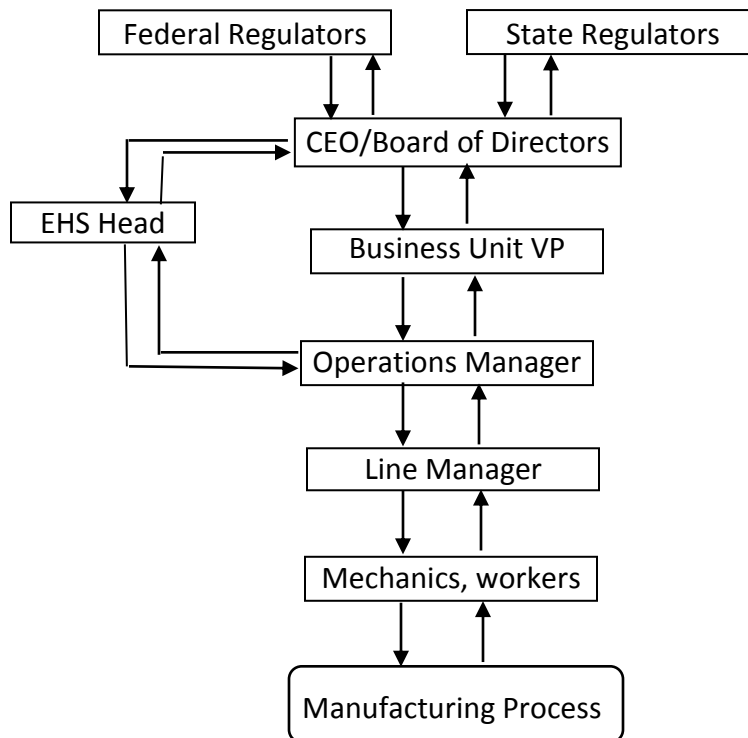 Federal Regulators
State Regulators
CEO/Board of Directors
EHS Head
Business Unit VP
Operations Manager
Line Manager
Mechanics, workers
Manufacturing Process